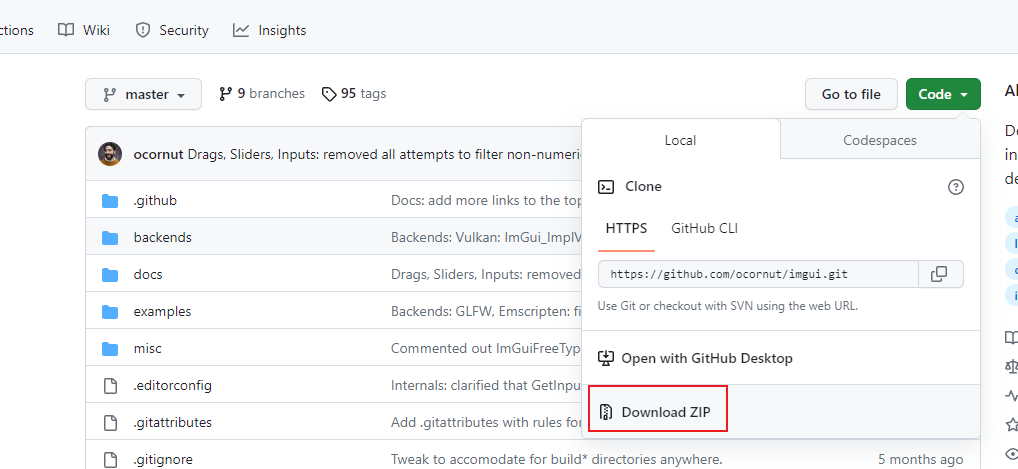 ctions Wiki Security Insights
master 9 branches 95 tags Go to file Code
ocornut Drags, Sliders, Inputs: removed all attempts to filter non-numeri
Local Codespaces
Clone
HTTPS GitHub CLI
https://github.com/ocornut/imgui.git
Use Git or checkout with SVN using the web URL.
Open with GitHub Desktop
Download ZIP
.github Docs: add more links to the top
backends Backends: Vulkan: ImGui_ImplV
docs Drags, Sliders, Inputs: removed
examples Backends: GLFW, Emscripten: fi
misc Commented out ImGuiFreeTyp
.editorconfig Internals: clarified that GetInpu
.gitattributes Add .gitattributes with rules fo
.gitignore Tweak to accomodate for build* directories anywhere. 5 months ago
in
de